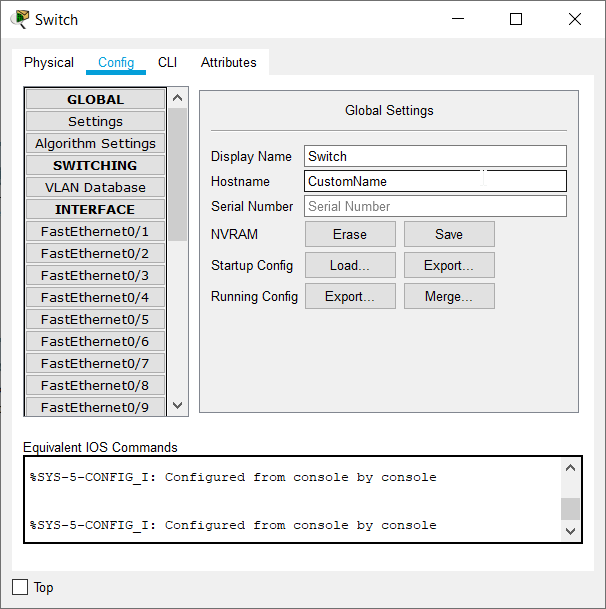 Switch
Physical Config CLI Attributes
GLOBAL
Settings
Algorithm Settings
SWITCHING
VLAN Database
INTERFACE
FastEthernet0/1
FastEthernet0/2
FastEthernet0/3
FastEthernet0/4
FastEthernet0/5
FastEthernet0/6
FastEthernet0/7
FastEthernet0/8
FastEthernet0/9
Global Settings
Display Name Switch
Hostname CustomName
Serial Number Serial Number
NVRAM Erase Save
Startup Config Load... Export...
Running Config Export... Merge...
Equivalent IOS Commands
%SYS-5-CONFIG_I: Configured from console by console
%SYS-5-CONFIG_I: Configured from console by console
Top